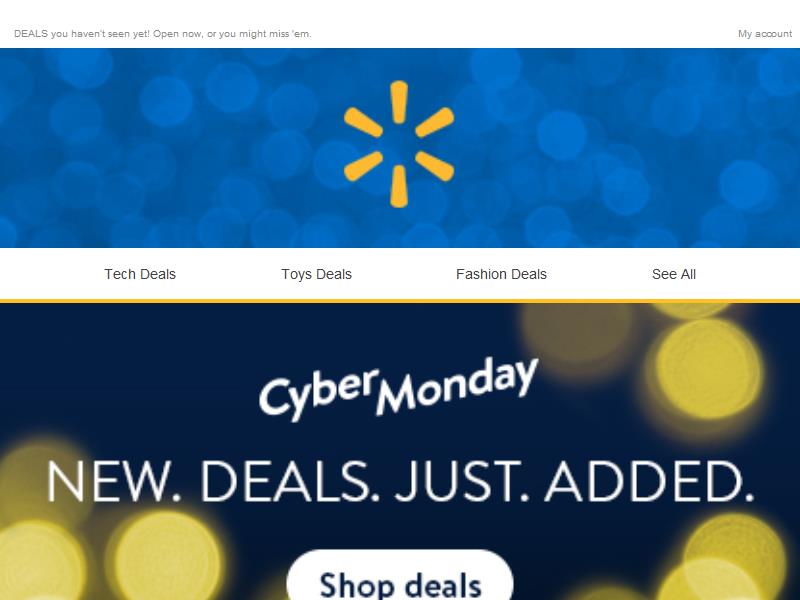 DEALS you haven't seen yet! Open now, or you might miss 'em.
My account
Tech Deals
Toys Deals
Fashion Deals
See All
Cyber Monday
NEW. DEALS. JUST. ADDED.
Shop deals